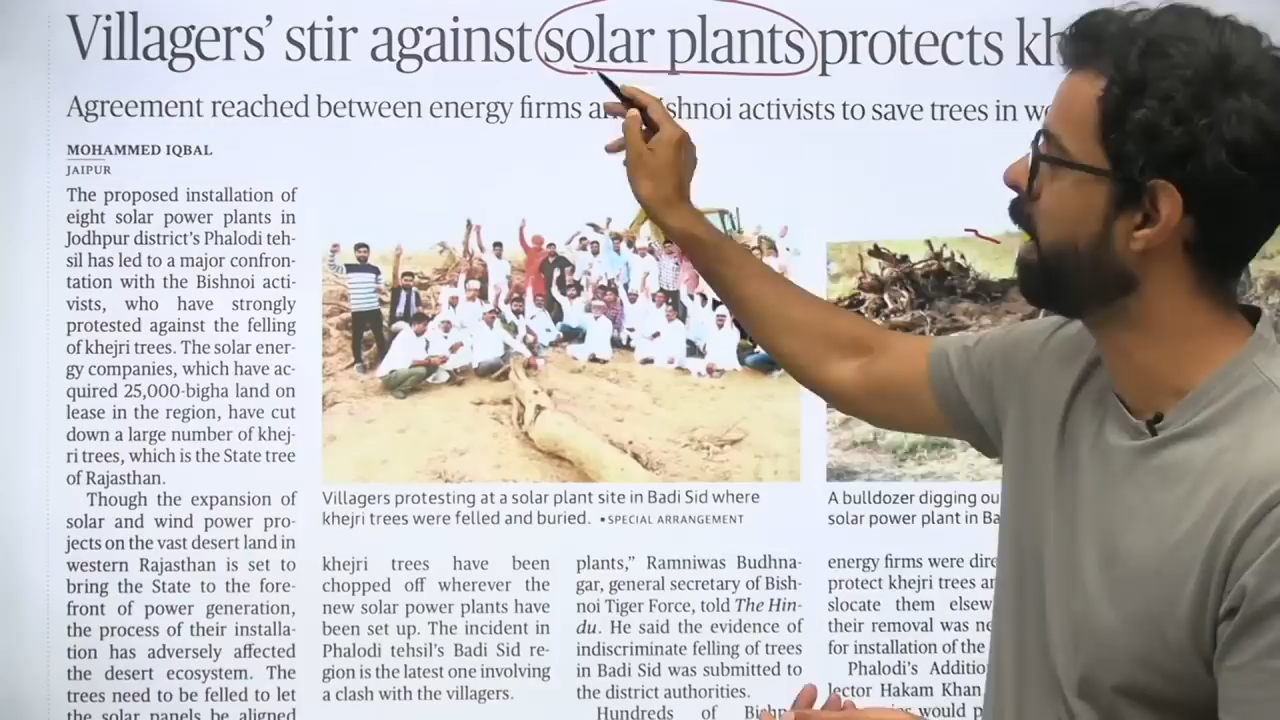 Villagers' stir against solar plants protects
Agreement reached between energy firms activists to save trees in
MOHAMMED IQBAL
JAIPUR
The proposed installation of
eight solar power plants in
Jodhpur district's Phalodi teh-
sil has led to a major confron-
tation with the Bishnoi acti-
vists, who have strongly
protested against the felling
of khejri trees. The solar ener-
gy companies, which have ac-
quired 25,000-bigha land on
lease in the region, have cut
down a large number of khej-
ri trees, which is the State tree
of Rajasthan.
Though the expansion of
solar and wind power pro-
jects on the vast desert land in
western Rajasthan is set to
bring the State to the fore-
front of power generation,
the process of their installa-
tion has adversely affected
the desert ecosystem. The
trees need to be felled to let
the solar panels be aligned
Villagers protesting at a solar plant site in Badi Sid where
khejri trees were felled and buried. • SPECIAL ARRANGEMENT
khejri trees have been
chopped off wherever the
new solar power plants have
been set up. The incident in
Phalodi tehsil's Badi Sid re-
gion is the latest one involving
a clash with the villagers.
plants,” Ramniwas Budhna-
gar, general secretary of Bish-
noi Tiger Force, told The Hin-
du. He said the evidence of
indiscriminate felling of trees
in Badi Sid was submitted to
the district authorities.
Hundreds of
A bulldozer digging
solar power plant in
energy firms were
protect khejri trees
slocate them
their removal was
for installation of the
Phalodi's
lector Hakam Khan
would